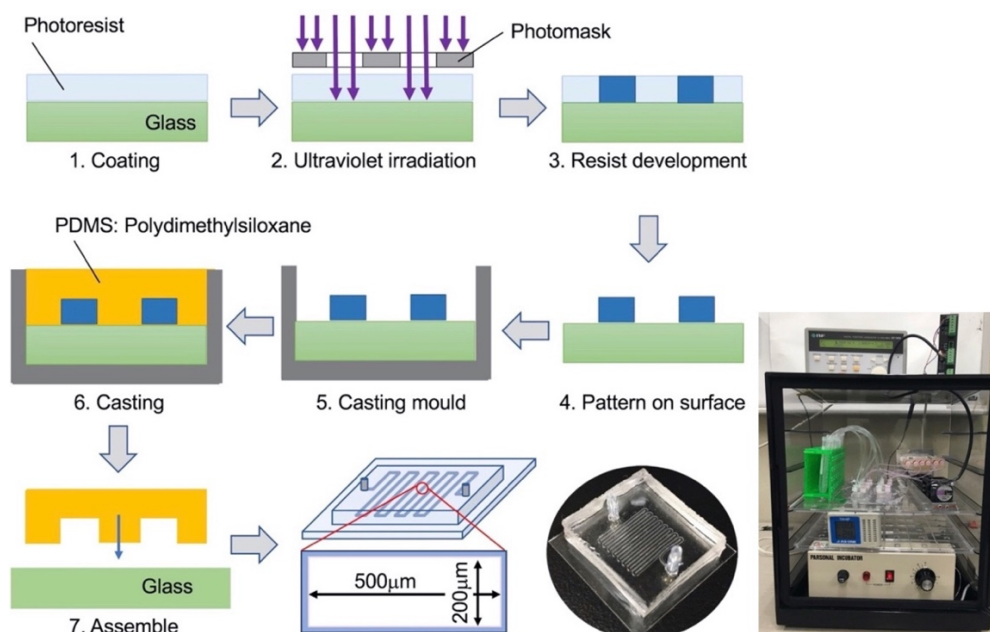 Photoresist
Photomask
Glass
1. Coating
2. Ultraviolet irradiation
3. Resist development
PDMS: Polydimethylsiloxane
6. Casting
5. Casting mould
4. Pattern on surface
500μm
200μm
Glass
7. Assemble
PARSONAL INCUBATOR